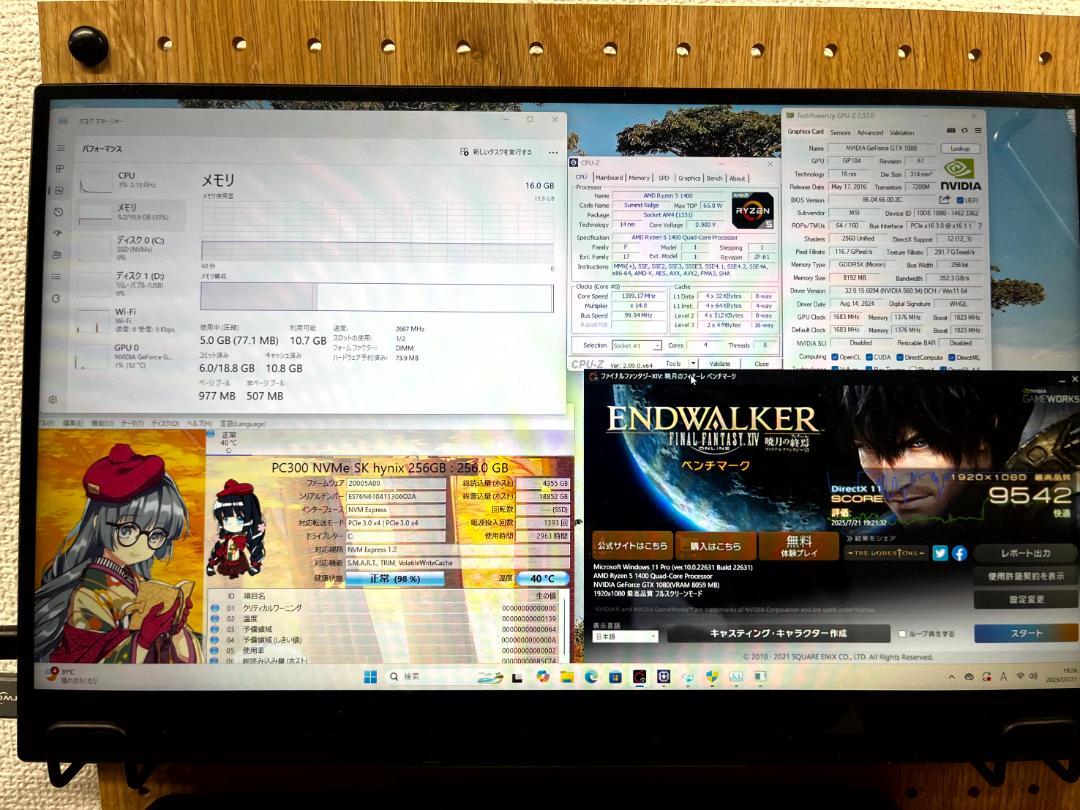 タスク マネージャー
パフォーマンス
新しいタスクを実行する
CPU
1% 2.13 GHz
メモリ
5.2/15.9 GB (33%)
ディスク 0 (C:)
SSD (NVMe)
0%
ディスク 1 (D:)
リムーバブル (USB)
0%
Wi-Fi
Wi-Fi
送信: 0 受信: 0 Kbps
GPU 0
NVIDIA GeForce G...
1% (52 °C)
メモリ
16.0 GB
メモリ使用量
15.9 GB
60 秒
0
メモリ構成
使用中 (圧縮)
5.0 GB (77.1 MB)
利用可能
10.7 GB
速度:
2667 MHz
スロットの使用:
1/2
フォーム ファクター:
DIMM
ハードウェア予約済み:
73.9 MB
コミット済み
6.0/18.8 GB
キャッシュ済み
10.8 GB
ページ プール
977 MB
非ページ プール
507 MB
CPU-Z
CPU Mainboard Memory SPD Graphics Bench About
Processor
Name AMD Ryzen 5 1400
Code Name Summit Ridge Max TDP 65.0 W
Package Socket AM4 (1331)
Technology 14 nm Core Voltage 0.900 V
AMD
RYZEN
5
Specification AMD Ryzen 5 1400 Quad-Core Processor
Family F Model 1 Stepping 1
Ext. Family 17 Ext. Model 1 Revision ZP-B1
Instructions MMX(+), SSE, SSE2, SSE3, SSSE3, SSE4.1, SSE4.2, SSE4A,
x86-64, AMD-V, AES, AVX, AVX2, FMA3, SHA
Clocks (Core #0)
Core Speed 1399.17 MHz
Multiplier x 14.0
Bus Speed 99.94 MHz
Rated FSB
Cache
L1 Data 4 x 32 KBytes 8-way
L1 Inst. 4 x 64 KBytes 4-way
Level 2 4 x 512 KBytes 8-way
Level 3 2 x 4 MBytes 16-way
Selection Socket #1 Cores 4 Threads 8
CPU-Z Ver. 2.09.0.x64 Tools Validate Close
TechPowerUp GPU-Z 2.57.0
Graphics Card Sensors Advanced Validation
Name NVIDIA GeForce GTX 1080 Lookup
GPU GP104 Revision A1
Technology 16 nm Die Size 314 mm²
Release Date May 17, 2016 Transistors 7200M
NVIDIA
BIOS Version 86.04.66.00.2C UEFI
Subvendor MSI Device ID 10DE 1B80 - 1462 3362
ROPs/TMUs 64 / 160 Bus Interface PCIe x16 3.0 @ x16 1.1 ?
Shaders 2560 Unified DirectX Support 12 (12_1)
Pixel Fillrate 116.7 GPixel/s Texture Fillrate 291.7 GTexel/s
Memory Type GDDR5X (Micron) Bus Width 256 bit
Memory Size 8192 MB Bandwidth 352.3 GB/s
Driver Version 32.0.15.6094 (NVIDIA 560.94) DCH / Win11 64
Driver Date Aug 14, 2024 Digital Signature WHQL
GPU Clock 1683 MHz Memory 1376 MHz Boost 1823 MHz
Default Clock 1683 MHz Memory 1376 MHz Boost 1823 MHz
NVIDIA SLI Disabled Resizable BAR Disabled
Computing OpenCL CUDA DirectCompute DirectML
編集(E) 機能(U) テーマ(T) ディスク(D) ヘルプ(H) 言語(Language)
正常
40 °C
C:
PC300 NVMe SK hynix 256GB : 256.0 GB
ファームウェア 20005A00
シリアルナンバー
インターフェース NVM Express
対応転送モード PCIe 3.0 x4 | PCIe 3.0 x4
ドライブレター C:
対応規格 NVM Express 1.2
対応機能 S.M.A.R.T., TRIM, VolatileWriteCache
健康状態 正常 (98 %)
温度 40 °C
総読込量 (ホスト) 4355 GB
総書込量 (ホスト) 18852 GB
回転数 ---- (SSD)
電源投入回数 1393 回
使用時間 2963 時間
ID 項目名 生の値
01 クリティカルワーニング 00000000000000
02 温度 00000000000139
03 予備領域 00000000000064
04 予備領域 (しきい値) 0000000000000A
05 使用率 00000000000002
06 総読み込み量 (ホスト)
ファイナルファンタジーXIV: 暁月のフィナーレ ベンチマーク
NVIDIA
GAMEWORKS
ENDWALKER
FINAL FANTASY XIV 暁月の終焉
ONLINE
ベンチマーク
1920×1080 最高品質
DirectX 11
SCORE
9542
評価:
快適
2025/7/21 19:21:32
結果をシェア
公式サイトはこちら
購入はこちら
無料
体験プレイ
THE LODESTONE
レポート出力
使用許諾契約を表示
設定変更
Microsoft Windows 11 Pro (ver.10.0.22631 Build 22631)
AMD Ryzen 5 1400 Quad-Core Processor
NVIDIA GeForce GTX 1080(VRAM 8059 MB)
1920x1080 最高品質 フルスクリーンモード
NVIDIA® and NVIDIA GameWorks™ are trademarks of NVIDIA Corporation and are used under license.
表示言語
日本語
キャスティング・キャラクター作成
ループ再生する
スタート
© 2010 - 2021 SQUARE ENIX CO., LTD. All Rights Reserved.
31°C
晴れのちくもり
検索
A
19:26
2025/07/21